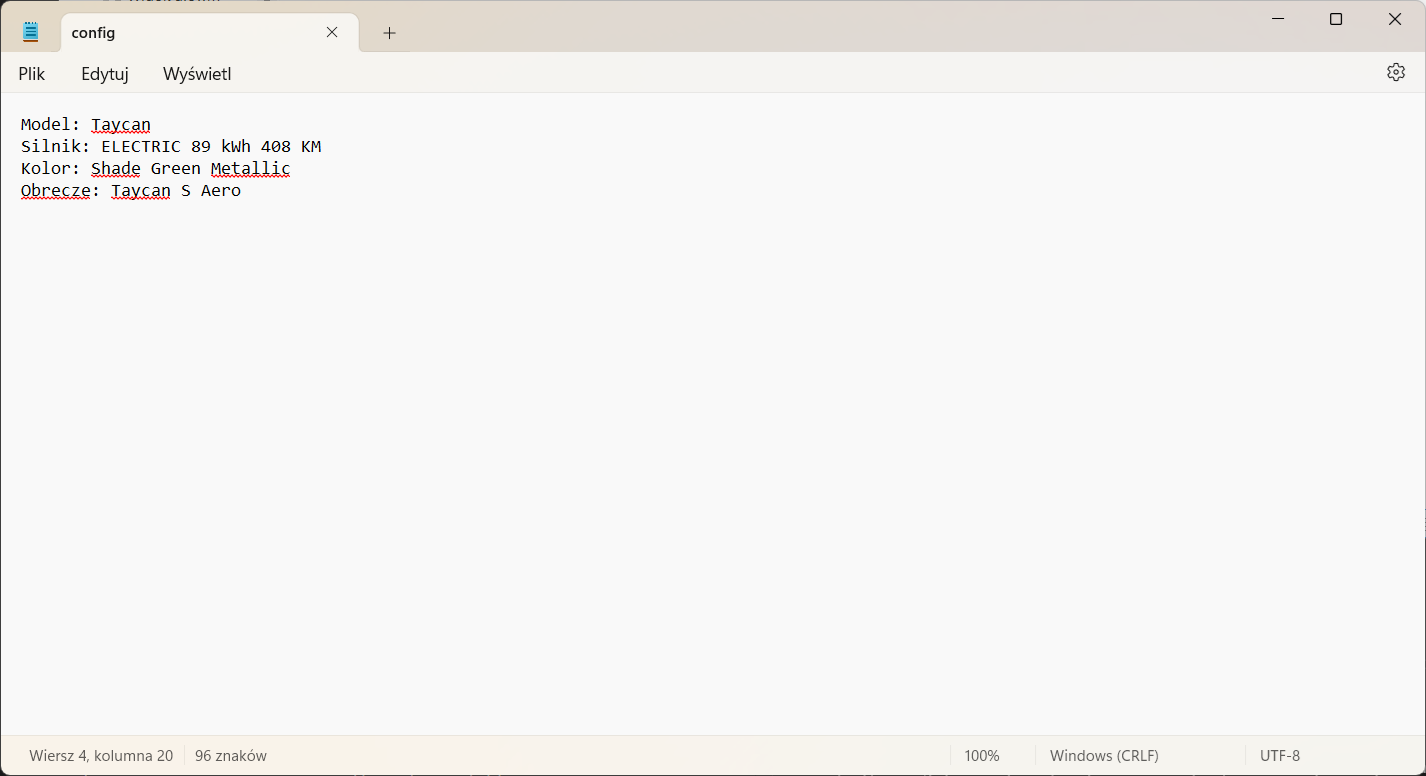 config
Plik Edytuj Wyświetl
Model: Taycan
Silnik: ELECTRIC 89 kWh 408 KM
Kolor: Shade Green Metallic
Obrecze: Taycan S Aero
Wiersz 4, kolumna 20 96 znaków 100% Windows (CRLF) UTF-8